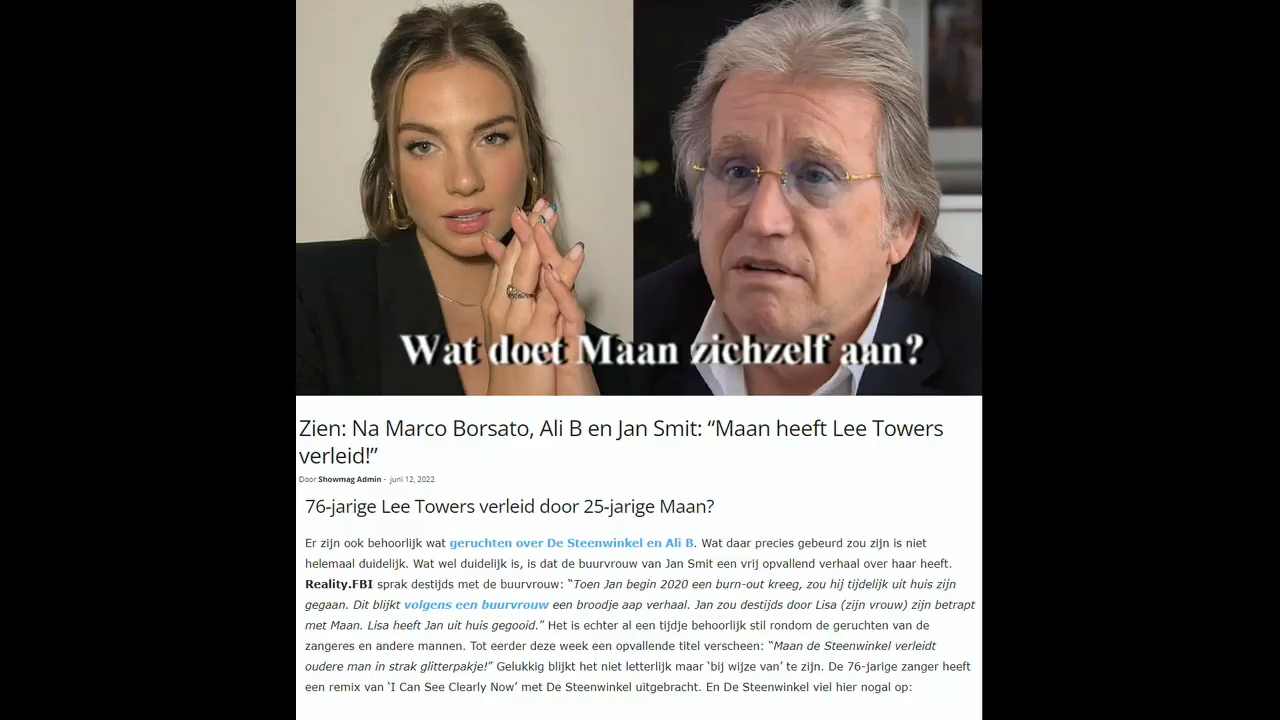 Wat doet Maan zichzelf aan?
Zien: Na Marco Borsato, Ali B en Jan Smit: “Maan heeft Lee Towers
verleid!”
Door Showmag Admin - juni 12, 2022
76-jarige Lee Towers verleid door 25-jarige Maan?
Er zijn ook behoorlijk wat geruchten over De Steenwinkel en Ali B. Wat daar precies gebeurd zou zijn is niet
helemaal duidelijk. Wat wel duidelijk is, is dat de buurvrouw van Jan Smit een vrij opvallend verhaal over haar heeft.
Reality.FBI sprak destijds met de buurvrouw: “Toen Jan begin 2020 een burn-out kreeg, zou hij tijdelijk uit huis zijn
gegaan. Dit blijkt volgens een buurvrouw een broodje aap verhaal. Jan zou destijds door Lisa (zijn vrouw) zijn betrapt
met Maan. Lisa heeft Jan uit huis gegooid.” Het is echter al een tijdje behoorlijk stil rondom de geruchten van de
zangeres en andere mannen. Tot eerder deze week een opvallende titel verscheen: “Maan de Steenwinkel verleidt
oudere man in strak glitterpakje!” Gelukkig blijkt het niet letterlijk maar ‘bij wijze van’ te zijn. De 76-jarige zanger heeft
een remix van ‘I Can See Clearly Now’ met De Steenwinkel uitgebracht. En De Steenwinkel viel hier nogal op: